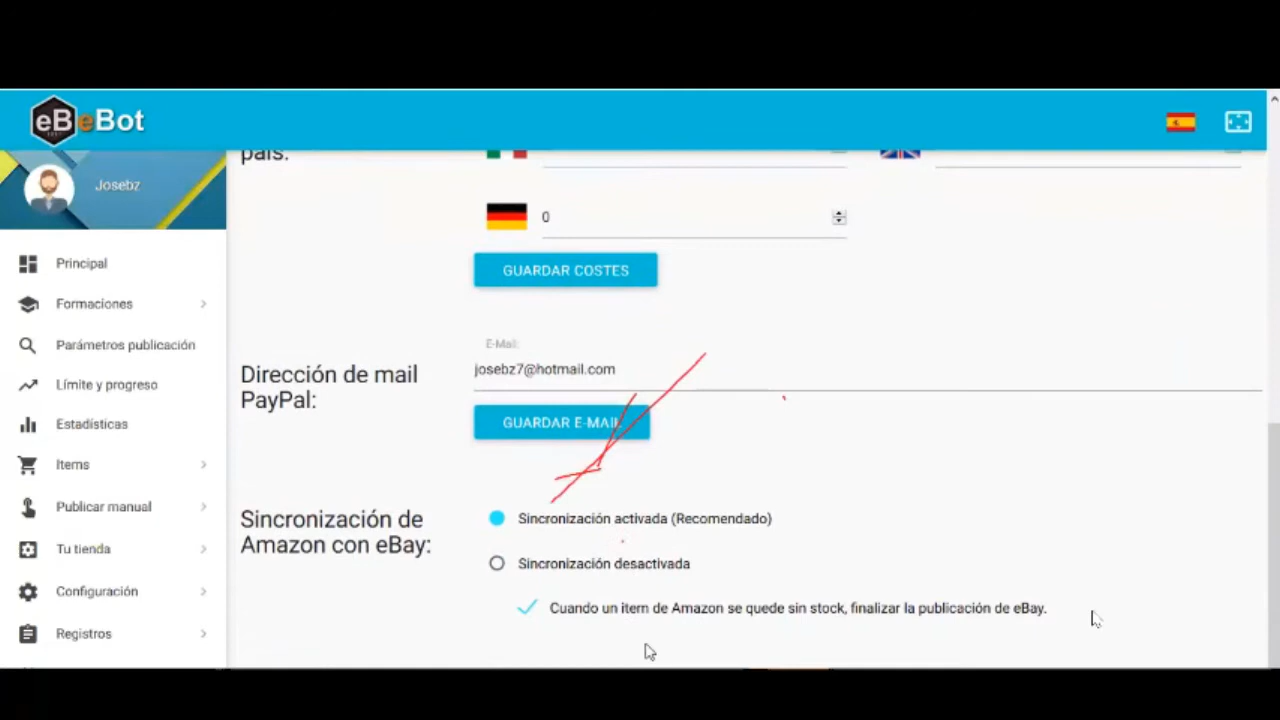 eB eBot
Josebz
Principal
Formaciones
Parámetros publicación
Límite y progreso
Estadísticas
Items
Publicar manual
Tu tienda
Configuración
Registros
país:
0
GUARDAR COSTES
Dirección de mail
PayPal:
E-Mail:
josebz7@hotmail.com
GUARDAR E-MAIL
Sincronización de
Amazon con eBay:
Sincronización activada (Recomendado)
Sincronización desactivada
Cuando un item de Amazon se quede sin stock, finalizar la publicación de eBay.